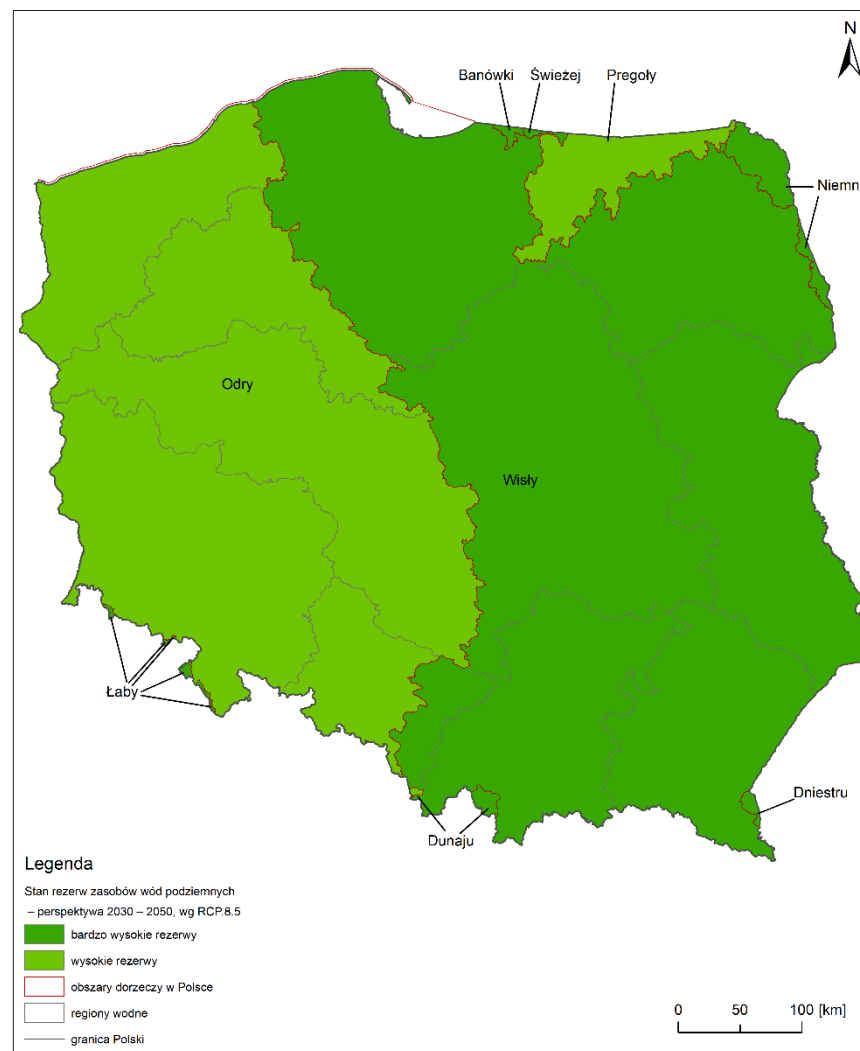 N
Banówki
Świeżej
Pregoły
Niemna
Odry
Wisły
Łaby
Dunaju
Dniestru
Legenda
Stan rezerw zasobów wód podziemnych
– perspektywa 2030 – 2050, wg RCP.8.5
bardzo wysokie rezerwy
wysokie rezerwy
obszary dorzeczy w Polsce
regiony wodne
granica Polski
0 50 100 [km]